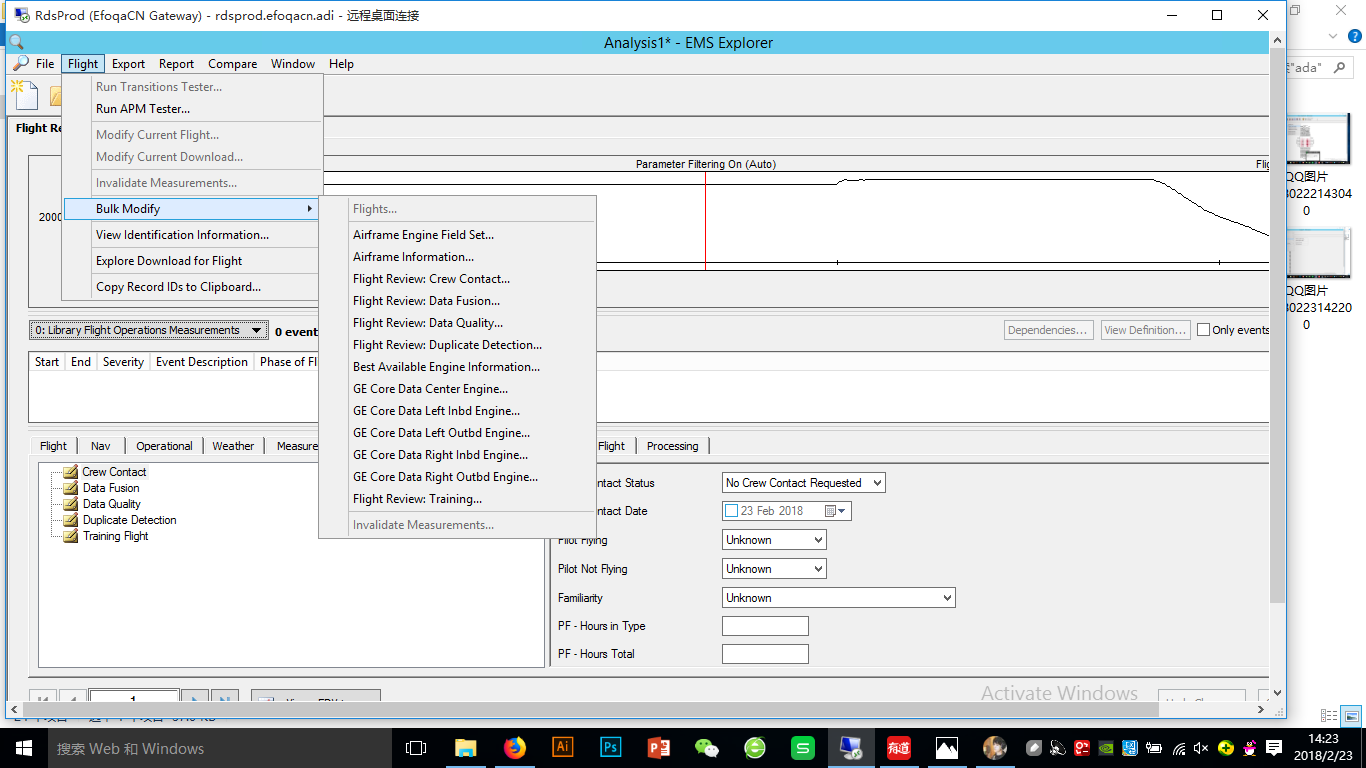 RdsProd (EfoqaCN Gateway) - rdsprod.efoqacn.adi - 远程桌面连接
Analysis1* - EMS Explorer
File Flight Export Report Compare Window Help
"ada"
Run Transitions Tester...
Run APM Tester...
Modify Current Flight...
Modify Current Download...
Invalidate Measurements...
Bulk Modify
View Identification Information...
Explore Download for Flight
Copy Record IDs to Clipboard...
Flights...
Airframe Engine Field Set...
Airframe Information...
Flight Review: Crew Contact...
Flight Review: Data Fusion...
Flight Review: Data Quality...
Flight Review: Duplicate Detection...
Best Available Engine Information...
GE Core Data Center Engine...
GE Core Data Left Inbd Engine...
GE Core Data Left Outbd Engine...
GE Core Data Right Inbd Engine...
GE Core Data Right Outbd Engine...
Flight Review: Training...
Invalidate Measurements...
Flight Re
Parameter Filtering On (Auto)
Flig
2000
QQ图片
3022214304
0
QQ图片
3022314220
0
0: Library Flight Operations Measurements
0 event
Dependencies...
View Definition...
Only events
Start End Severity Event Description Phase of Fl
Flight Nav Operational Weather Measure
Flight Processing
Crew Contact
Data Fusion
Data Quality
Duplicate Detection
Training Flight
ontact Status No Crew Contact Requested
ontact Date 23 Feb 2018
Pilot Flying Unknown
Pilot Not Flying Unknown
Familiarity Unknown
PF - Hours in Type
PF - Hours Total
1
Activate Windows
搜索 Web 和 Windows
14:23
2018/2/23